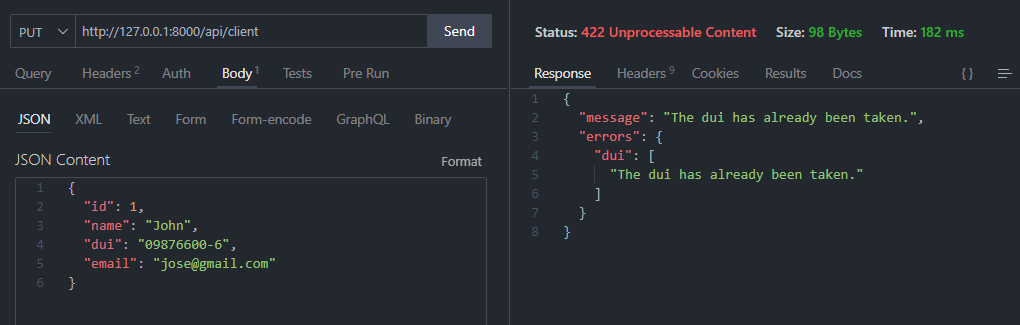 PUT http://127.0.0.1:8000/api/client Send
Query Headers 2 Auth Body 1 Tests Pre Run
JSON XML Text Form Form-encode GraphQL Binary
JSON Content Format
1 {
2 "id": 1,
3 "name": "John",
4 "dui": "09876600-6",
5 "email": "jose@gmail.com"
6 }
Status: 422 Unprocessable Content Size: 98 Bytes Time: 182 ms
Response Headers 9 Cookies Results Docs {}
1 {
2 "message": "The dui has already been taken.",
3 "errors": {
4 "dui": [
5 "The dui has already been taken."
6 ]
7 }
8 }